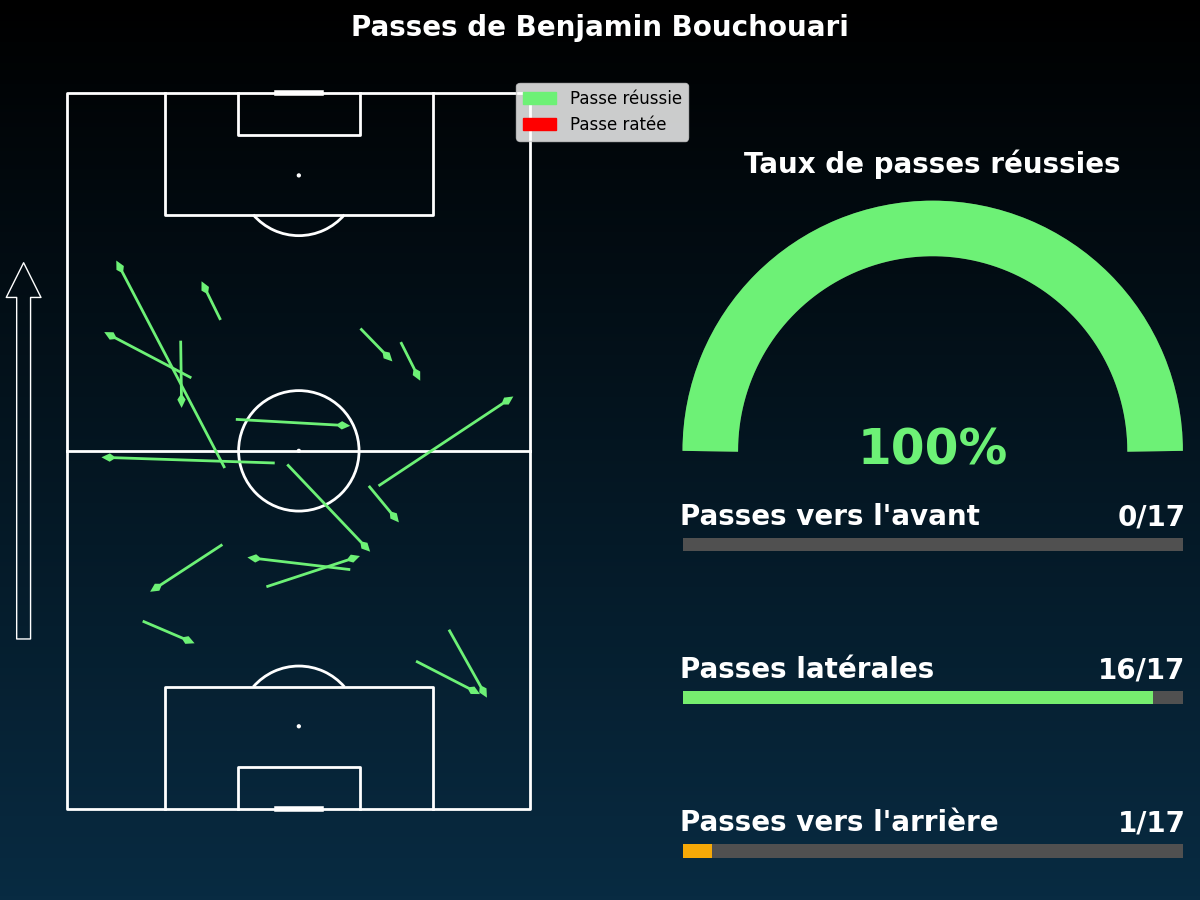 Passes de Benjamin Bouchouari
Passe réussie
Passe ratée
Taux de passes réussies
100%
Passes vers l'avant 0/17
Passes latérales 16/17
Passes vers l'arrière 1/17